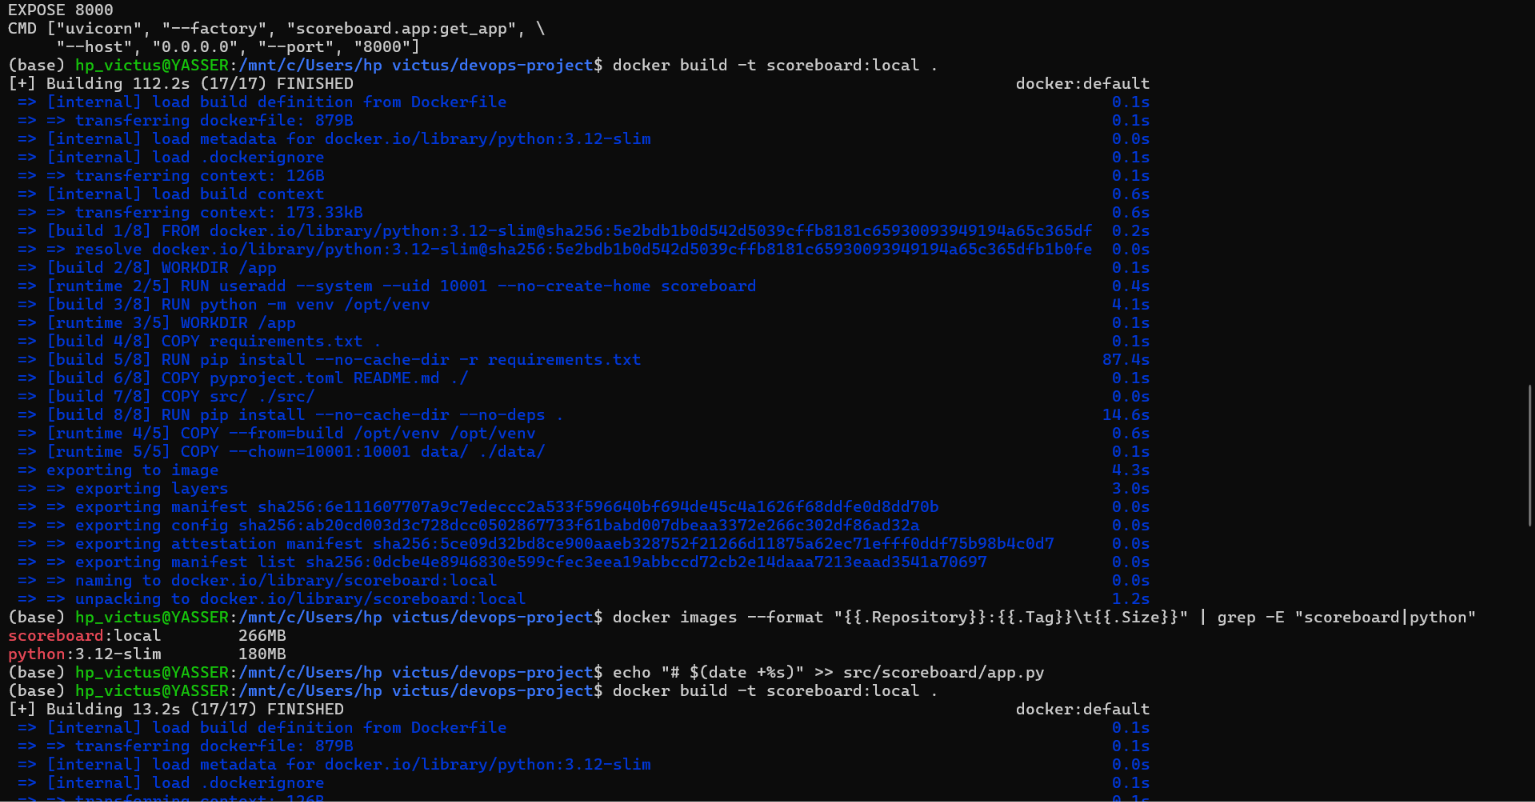 EXPOSE 8000
CMD ["uvicorn", "--factory", "scoreboard.app:get_app", \
     "--host", "0.0.0.0", "--port", "8000"]
(base) hp_victus@YASSER:/mnt/c/Users/hp victus/devops-project$ docker build -t scoreboard:local .
[+] Building 112.2s (17/17) FINISHED docker:default
=> [internal] load build definition from Dockerfile 0.1s
=> => transferring dockerfile: 879B 0.1s
=> [internal] load metadata for docker.io/library/python:3.12-slim 0.0s
=> [internal] load .dockerignore 0.1s
=> => transferring context: 126B 0.1s
=> [internal] load build context 0.6s
=> => transferring context: 173.33kB 0.6s
=> [build 1/8] FROM docker.io/library/python:3.12-slim@sha256:5e2bdb1b0d542d5039cffb8181c65930093949194a65c365df 0.2s
=> => resolve docker.io/library/python:3.12-slim@sha256:5e2bdb1b0d542d5039cffb8181c65930093949194a65c365dfb1b0fe 0.0s
=> [build 2/8] WORKDIR /app 0.1s
=> [runtime 2/5] RUN useradd --system --uid 10001 --no-create-home scoreboard 0.4s
=> [build 3/8] RUN python -m venv /opt/venv 4.1s
=> [runtime 3/5] WORKDIR /app 0.1s
=> [build 4/8] COPY requirements.txt . 0.1s
=> [build 5/8] RUN pip install --no-cache-dir -r requirements.txt 87.4s
=> [build 6/8] COPY pyproject.toml README.md ./ 0.1s
=> [build 7/8] COPY src/ ./src/ 0.0s
=> [build 8/8] RUN pip install --no-cache-dir --no-deps . 14.6s
=> [runtime 4/5] COPY --from=build /opt/venv /opt/venv 0.6s
=> [runtime 5/5] COPY --chown=10001:10001 data/ ./data/ 0.1s
=> exporting to image 4.3s
=> => exporting layers 3.0s
=> => exporting manifest sha256:6e111607707a9c7edeccc2a533f596640bf694de45c4a1626f68ddfe0d8dd70b 0.0s
=> => exporting config sha256:ab20cd003d3c728dcc0502867733f61babd007dbeaa3372e266c302df86ad32a 0.0s
=> => exporting attestation manifest sha256:5ce09d32bd8ce900aaeb328752f21266d11875a62ec71efff0ddf75b98b4c0d7 0.0s
=> => exporting manifest list sha256:0dcbe4e8946830e599cfec3eea19abbccd72cb2e14daaa7213eaad3541a70697 0.0s
=> => naming to docker.io/library/scoreboard:local 0.0s
=> => unpacking to docker.io/library/scoreboard:local 1.2s
(base) hp_victus@YASSER:/mnt/c/Users/hp victus/devops-project$ docker images --format "{{.Repository}}:{{.Tag}}\t{{.Size}}" | grep -E "scoreboard|python"
scoreboard:local 266MB
python:3.12-slim 180MB
(base) hp_victus@YASSER:/mnt/c/Users/hp victus/devops-project$ echo "# $(date +%s)" >> src/scoreboard/app.py
(base) hp_victus@YASSER:/mnt/c/Users/hp victus/devops-project$ docker build -t scoreboard:local .
[+] Building 13.2s (17/17) FINISHED docker:default
=> [internal] load build definition from Dockerfile 0.1s
=> => transferring dockerfile: 879B 0.1s
=> [internal] load metadata for docker.io/library/python:3.12-slim 0.0s
=> [internal] load .dockerignore 0.1s
=> => transferring context: 126B 0.1s